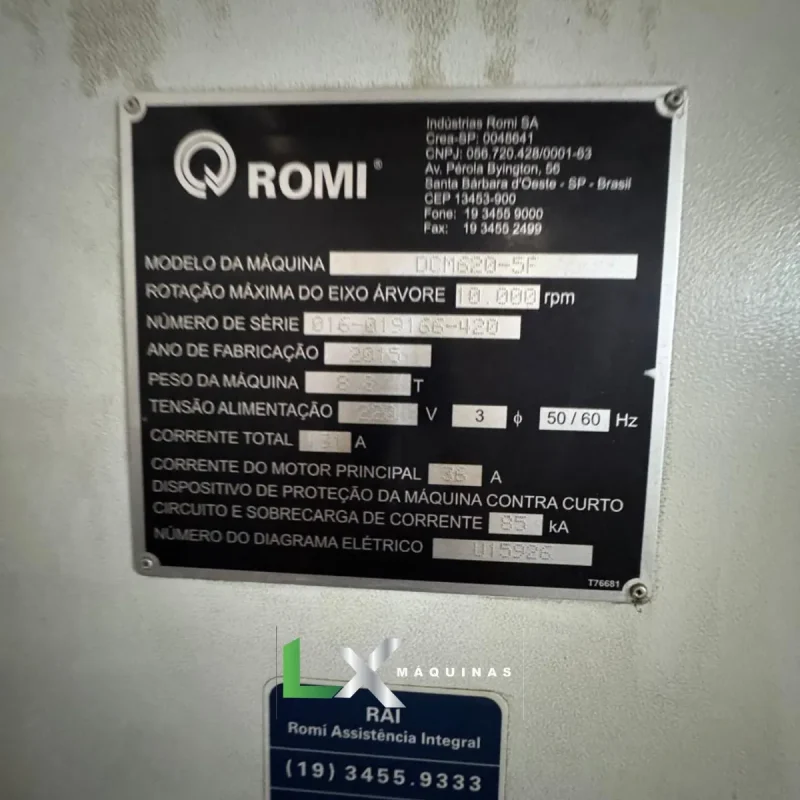 ROMI®
Indústrias Romi SA
Crea-SP: 0048641
CNPJ: 056.720.428/0001-63
Av. Pérola Byington, 56
Santa Bárbara d'Oeste - SP - Brasil
CEP 13453-900
Fone: 19 3455 9000
Fax: 19 3455 2499
MODELO DA MÁQUINA DCM620-5F
ROTAÇÃO MÁXIMA DO EIXO ÁRVORE 10.000 rpm
NÚMERO DE SÉRIE 016-019166-420
ANO DE FABRICAÇÃO 2015
PESO DA MÁQUINA T
TENSÃO ALIMENTAÇÃO V 3 ϕ 50 / 60 Hz
CORRENTE TOTAL A
CORRENTE DO MOTOR PRINCIPAL 36 A
DISPOSITIVO DE PROTEÇÃO DA MÁQUINA CONTRA CURTO
CIRCUITO E SOBRECARGA DE CORRENTE 85 kA
NÚMERO DO DIAGRAMA ELÉTRICO U15926
T76681
LX MÁQUINAS
RAI
Romi Assistência Integral
(19) 3455.9333